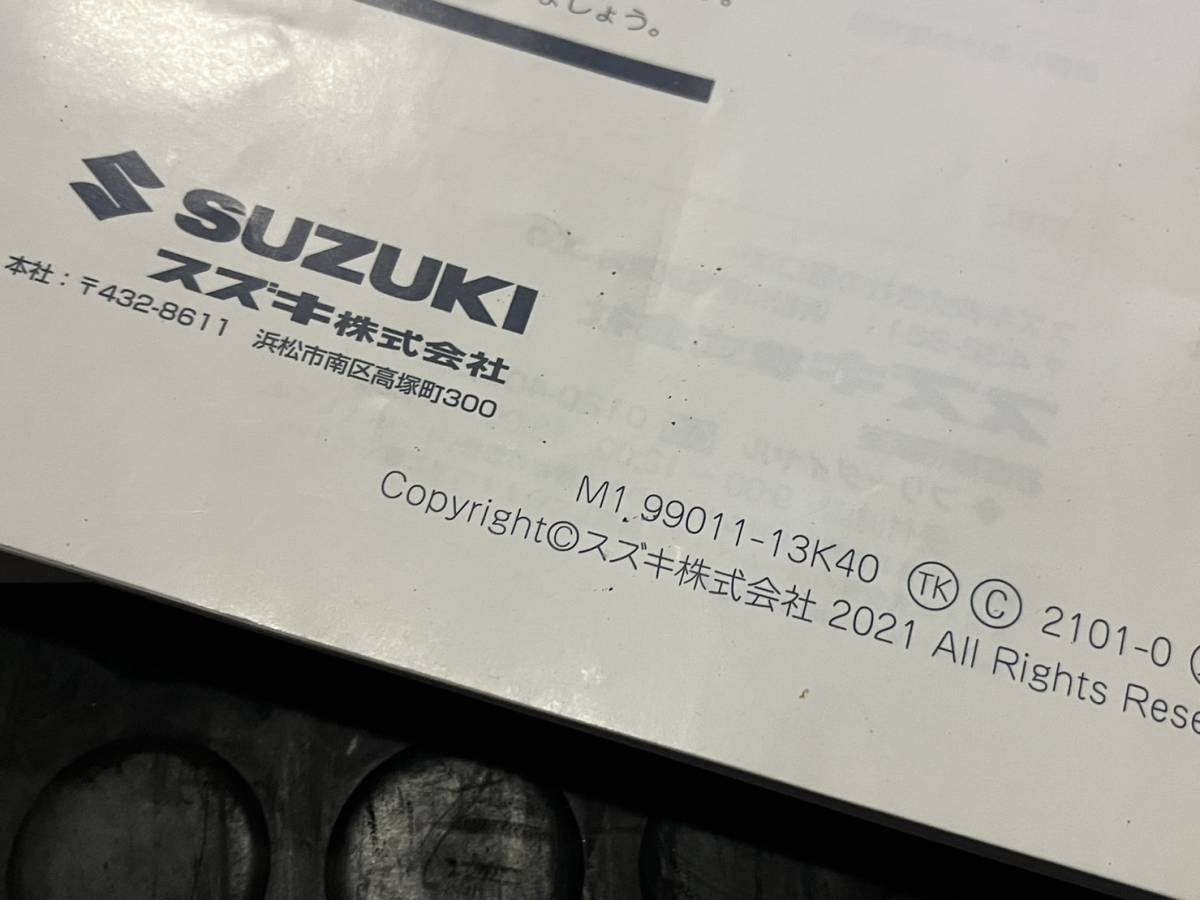 ましょう。
SUZUKI
スズキ株式会社
本社：〒432-8611 浜松市南区高塚町300
M1 99011-13K40 TK C 2101-0
Copyright©スズキ株式会社 2021 All Rights Rese